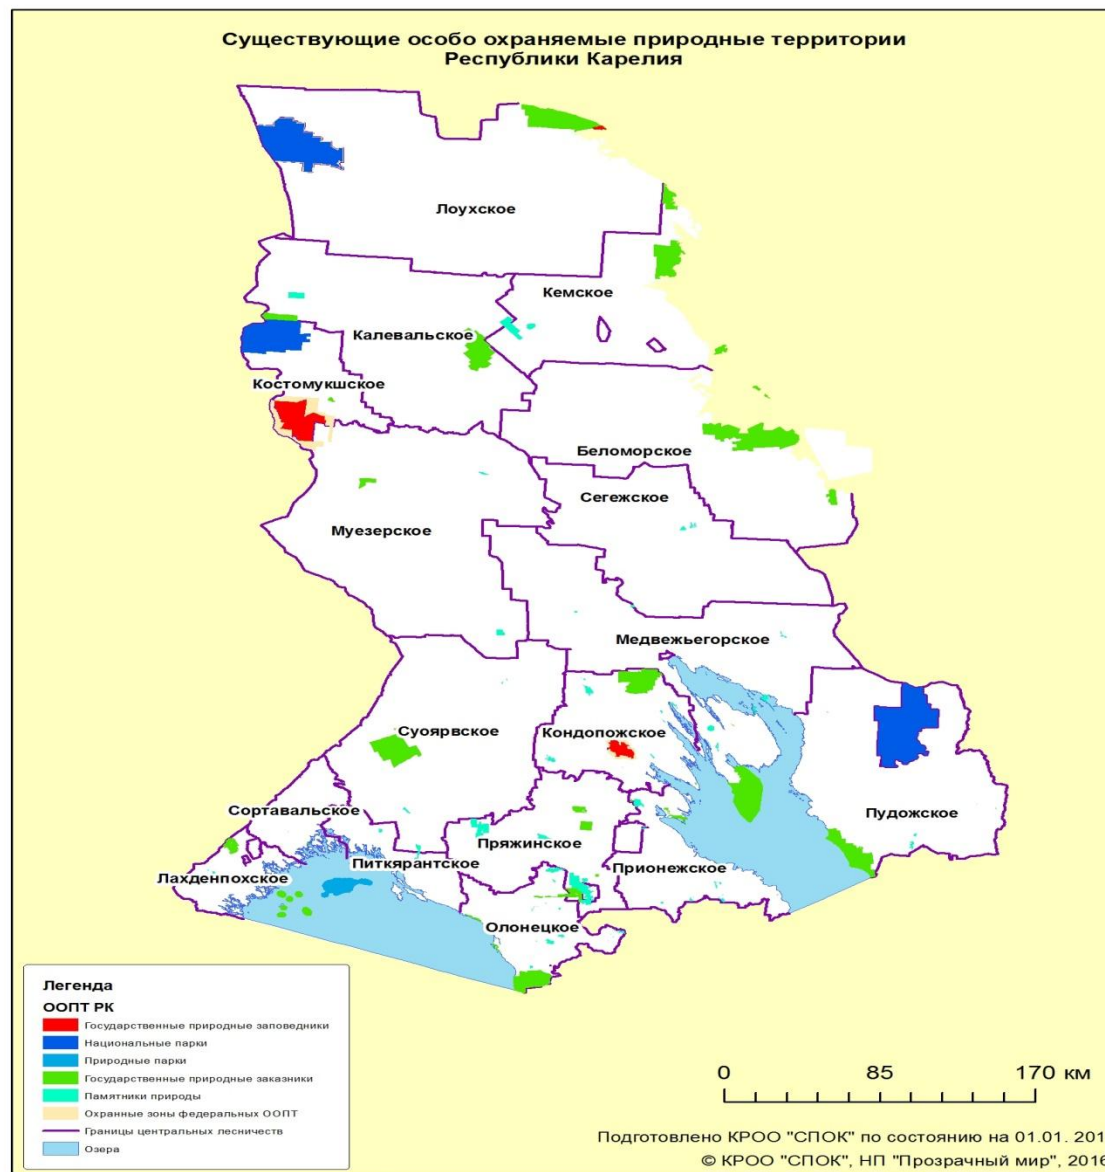 Существующие особо охраняемые природные территории
Республики Карелия
Лоухское
Кемское
Калевальское
Костомукшское
Беломорское
Сегежское
Муезерское
Медвежьегорское
Суоярвское
Кондопожское
Пудожское
Сортавальское
Пряжинское
Питкярантское
Прионежское
Лахденпохское
Олонецкое
Легенда
ООПТ РК
Государственные природные заповедники
Национальные парки
Природные парки
Государственные природные заказники
Памятники природы
Охранные зоны федеральных ООПТ
Границы центральных лесничеств
Озера
0 85 170 км
Подготовлено КРОО "СПОК" по состоянию на 01.01. 201
© КРОО "СПОК", НП "Прозрачный мир", 2016